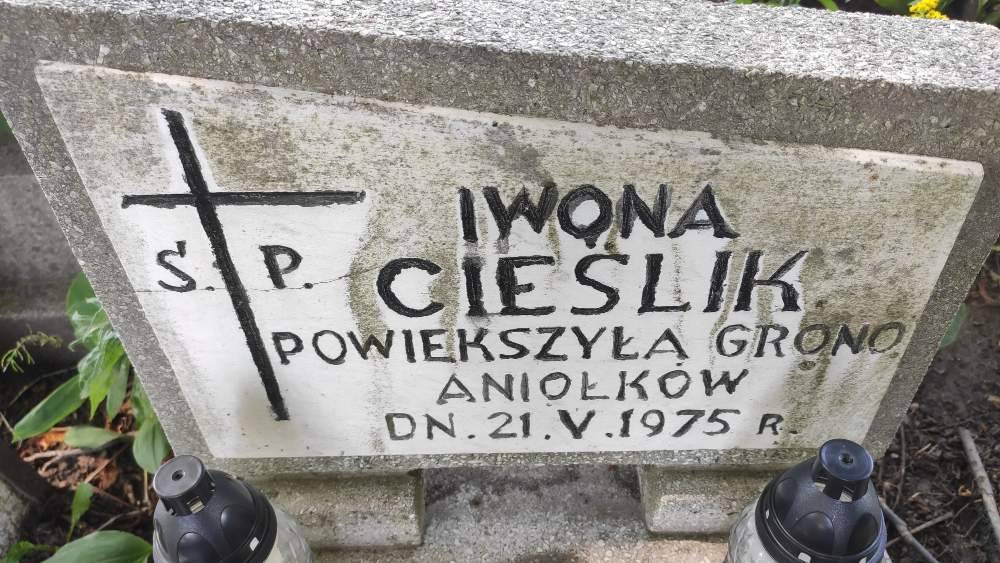 Ś. P.
IWONA
CIEŚLIK
POWIEKSZYŁA GRONO
ANIOŁKÓW
DN. 21. V. 1975 R.